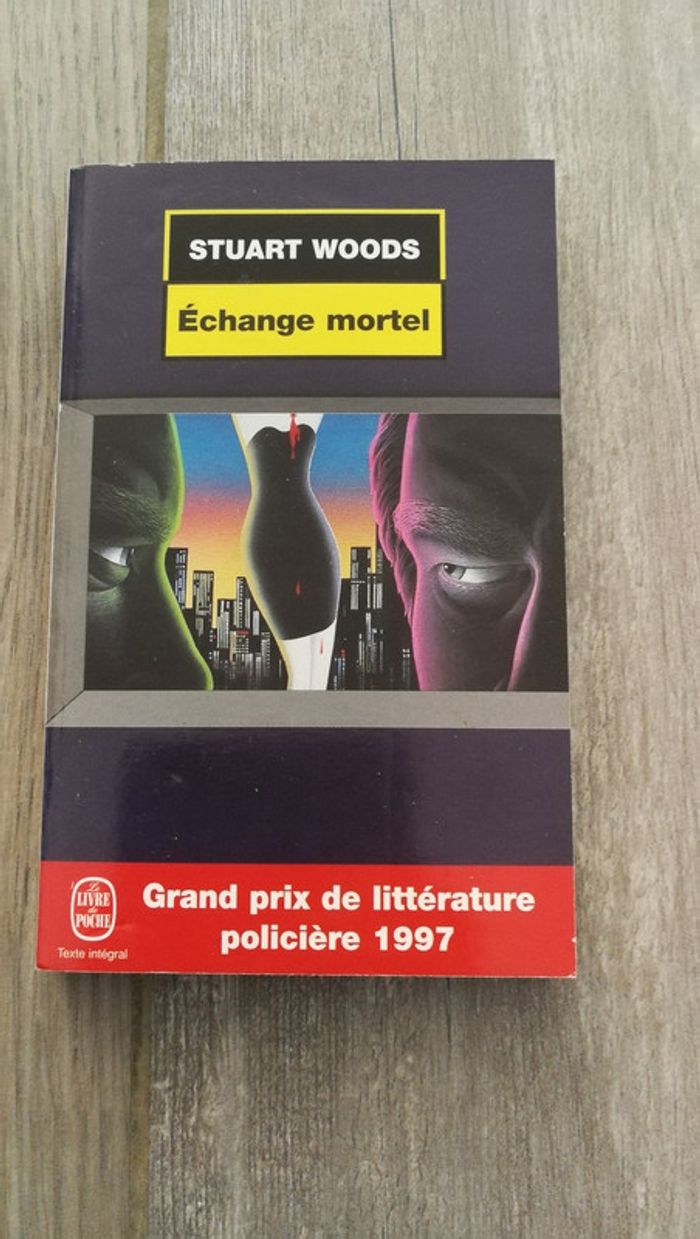 STUART WOODS
Échange mortel
Le
LIVRE
de
POCHE
Texte intégral
Grand prix de littérature
policière 1997